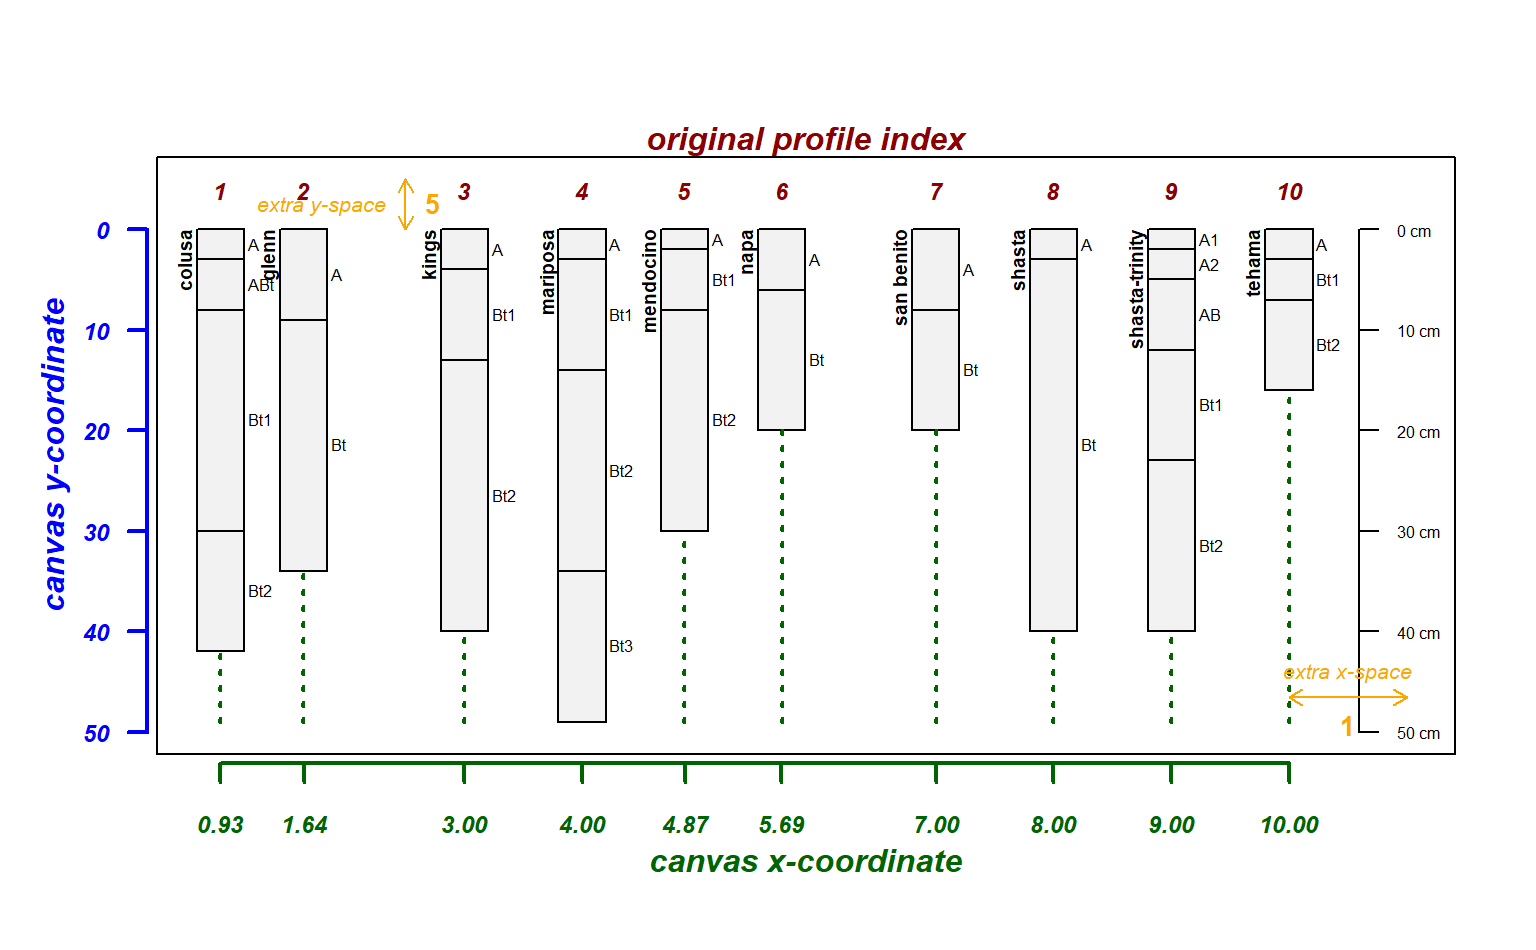 original profile index
1 2 3 4 5 6 7 8 9 10
extra y-space 5
canvas y-coordinate
0
10
20
30
40
50
colusa
A
ABt
Bt1
Bt2
glenn
A
Bt
kings
A
Bt1
Bt2
mariposa
A
Bt1
Bt2
Bt3
mendocino
A
Bt1
Bt2
napa
A
Bt
san benito
A
Bt
shasta
A
Bt
shasta-trinity
A1
A2
AB
Bt1
Bt2
tehama
A
Bt1
Bt2
0 cm
10 cm
20 cm
30 cm
40 cm
50 cm
extra x-space
1
0.93 1.64 3.00 4.00 4.87 5.69 7.00 8.00 9.00 10.00
canvas x-coordinate